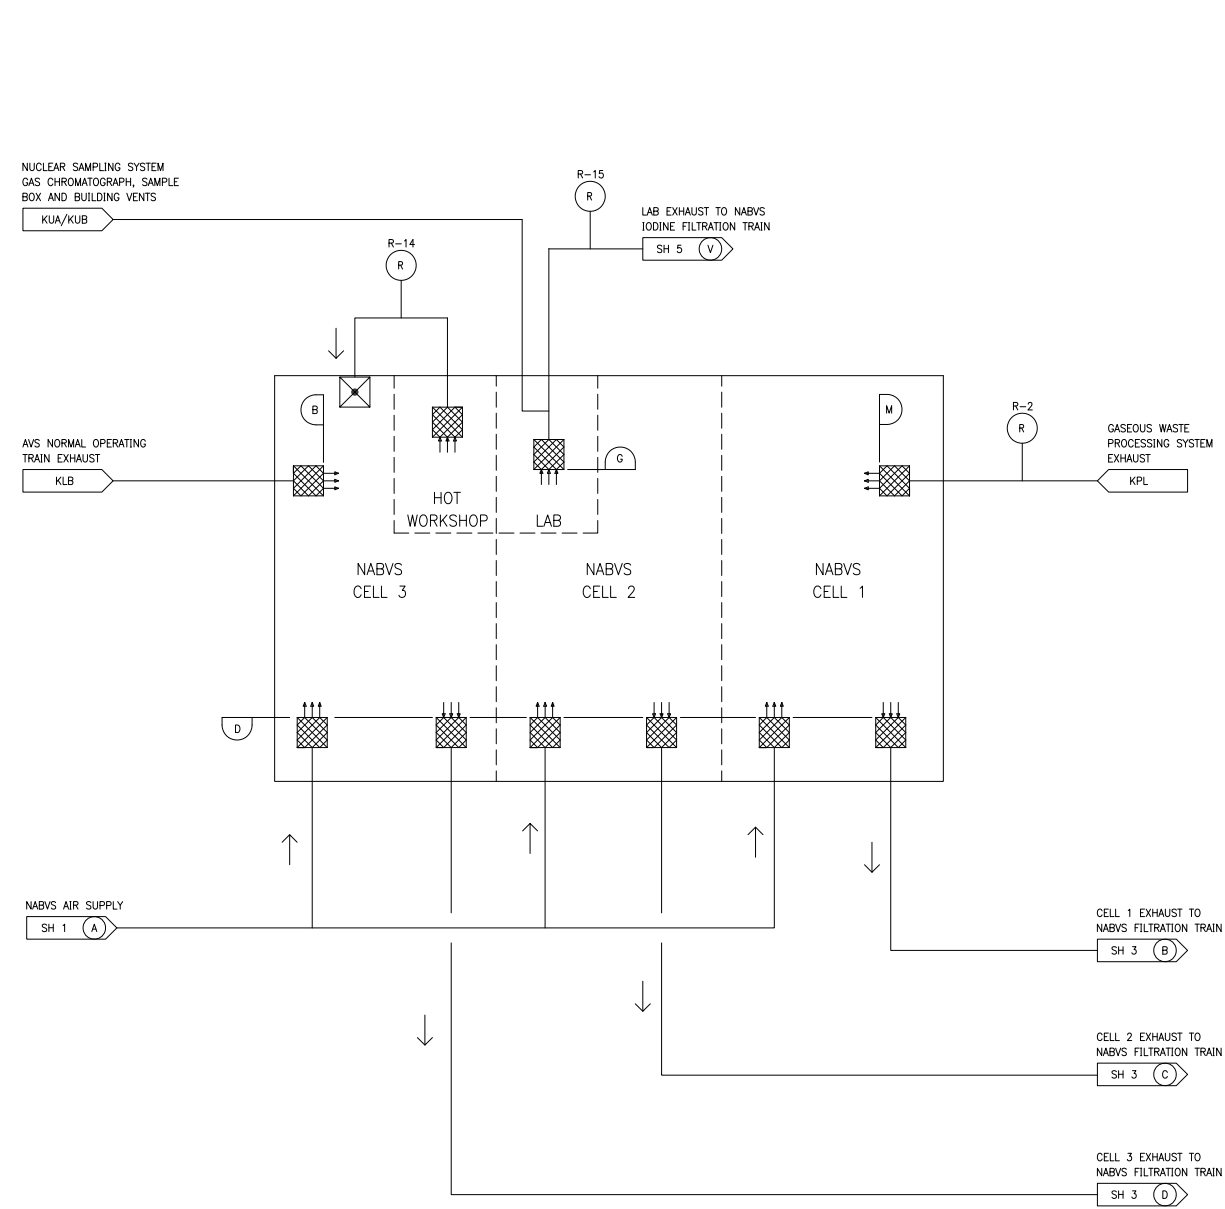 NUCLEAR SAMPLING SYSTEM
GAS CHROMATOGRAPH, SAMPLE
BOX AND BUILDING VENTS
KUA/KUB
R-15
R
LAB EXHAUST TO NABVS
IODINE FILTRATION TRAIN
SH 5 V
R-14
R
B
M
R-2
R
AVS NORMAL OPERATING
TRAIN EXHAUST
KLB
GASEOUS WASTE
PROCESSING SYSTEM
EXHAUST
KPL
G
HOT
WORKSHOP
LAB
NABVS
CELL 3
NABVS
CELL 2
NABVS
CELL 1
D
NABVS AIR SUPPLY
SH 1 A
CELL 1 EXHAUST TO
NABVS FILTRATION TRAIN
SH 3 B
CELL 2 EXHAUST TO
NABVS FILTRATION TRAIN
SH 3 C
CELL 3 EXHAUST TO
NABVS FILTRATION TRAIN
SH 3 D